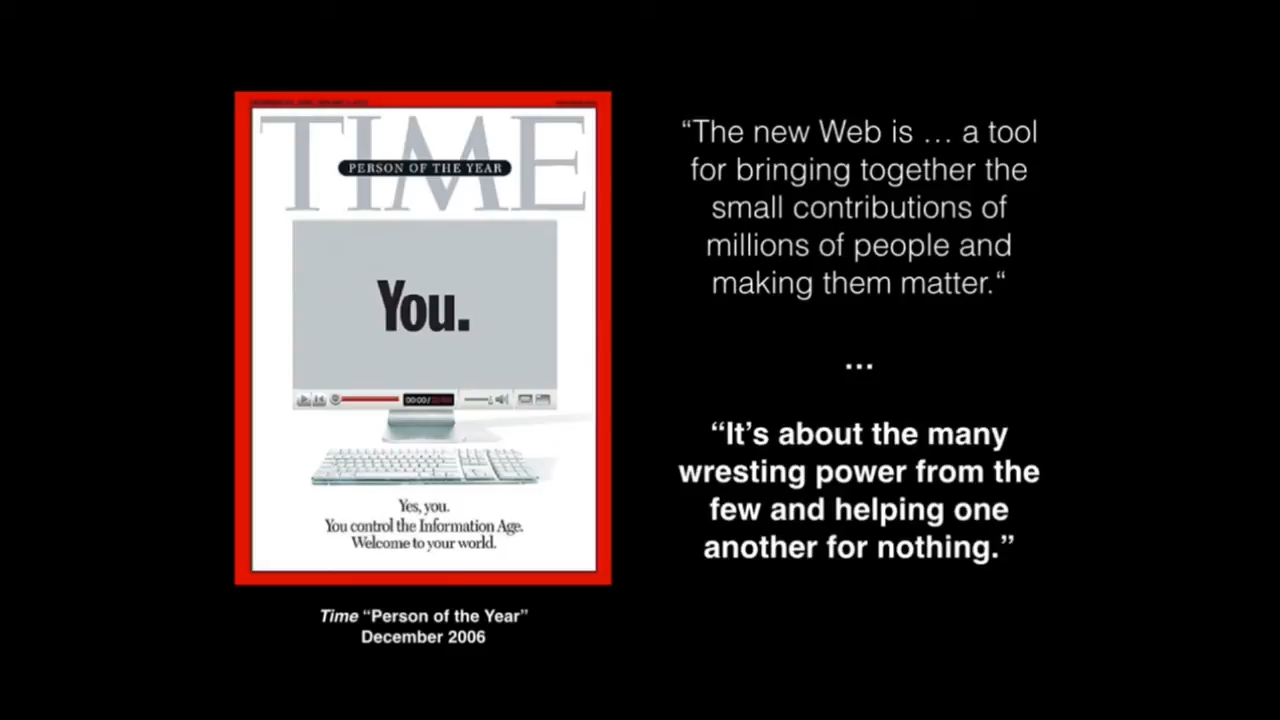 TIME
PERSON OF THE YEAR
You.
00:00/
Yes, you.
You control the Information Age.
Welcome to your world.
Time “Person of the Year”
December 2006
“The new Web is … a tool
for bringing together the
small contributions of
millions of people and
making them matter.“
…
“It’s about the many
wresting power from the
few and helping one
another for nothing.”